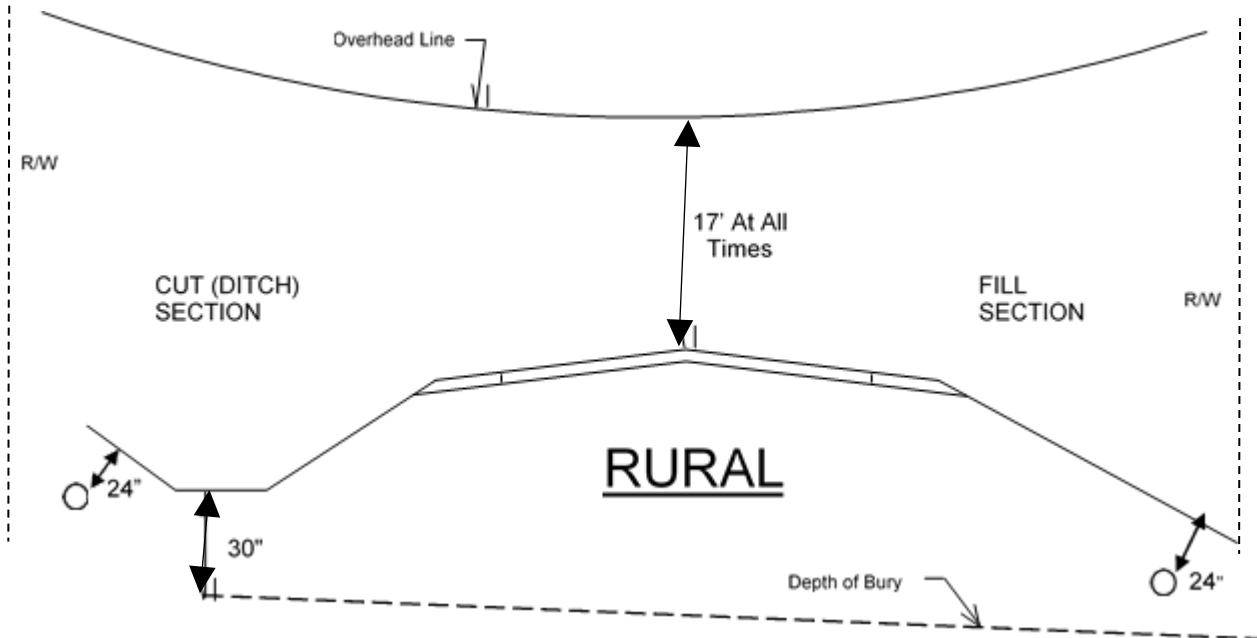 Overhead Line
R/W
17' At All
Times
CUT (DITCH)
SECTION
FILL
SECTION
R/W
RURAL
24"
30"
Depth of Bury
24"